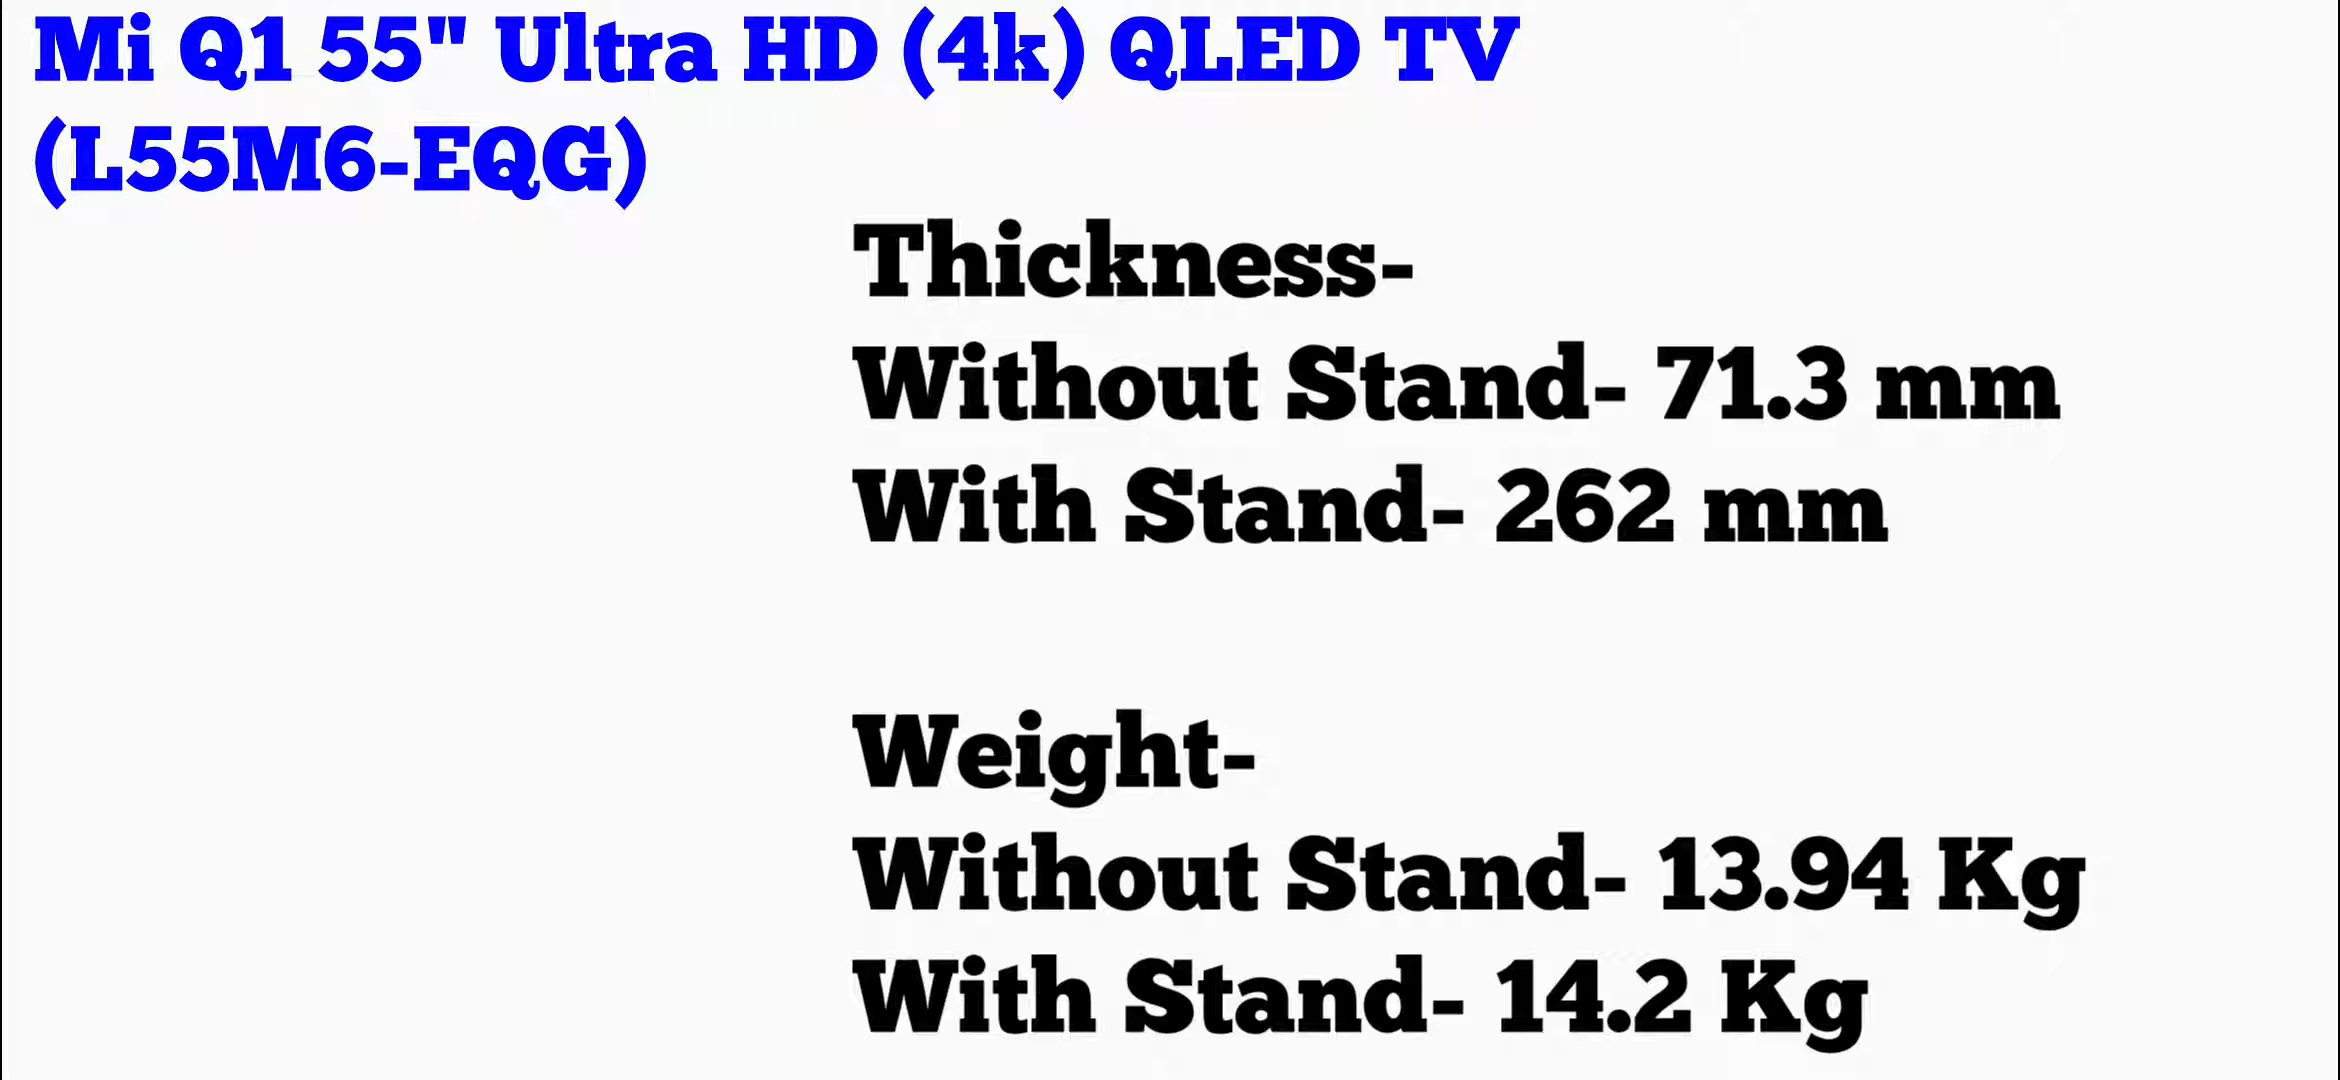 Mi Q1 55" Ultra HD (4k) QLED TV
(L55M6-EQG)
Thickness-
Without Stand- 71.3 mm
With Stand- 262 mm
Weight-
Without Stand- 13.94 Kg
With Stand- 14.2 Kg